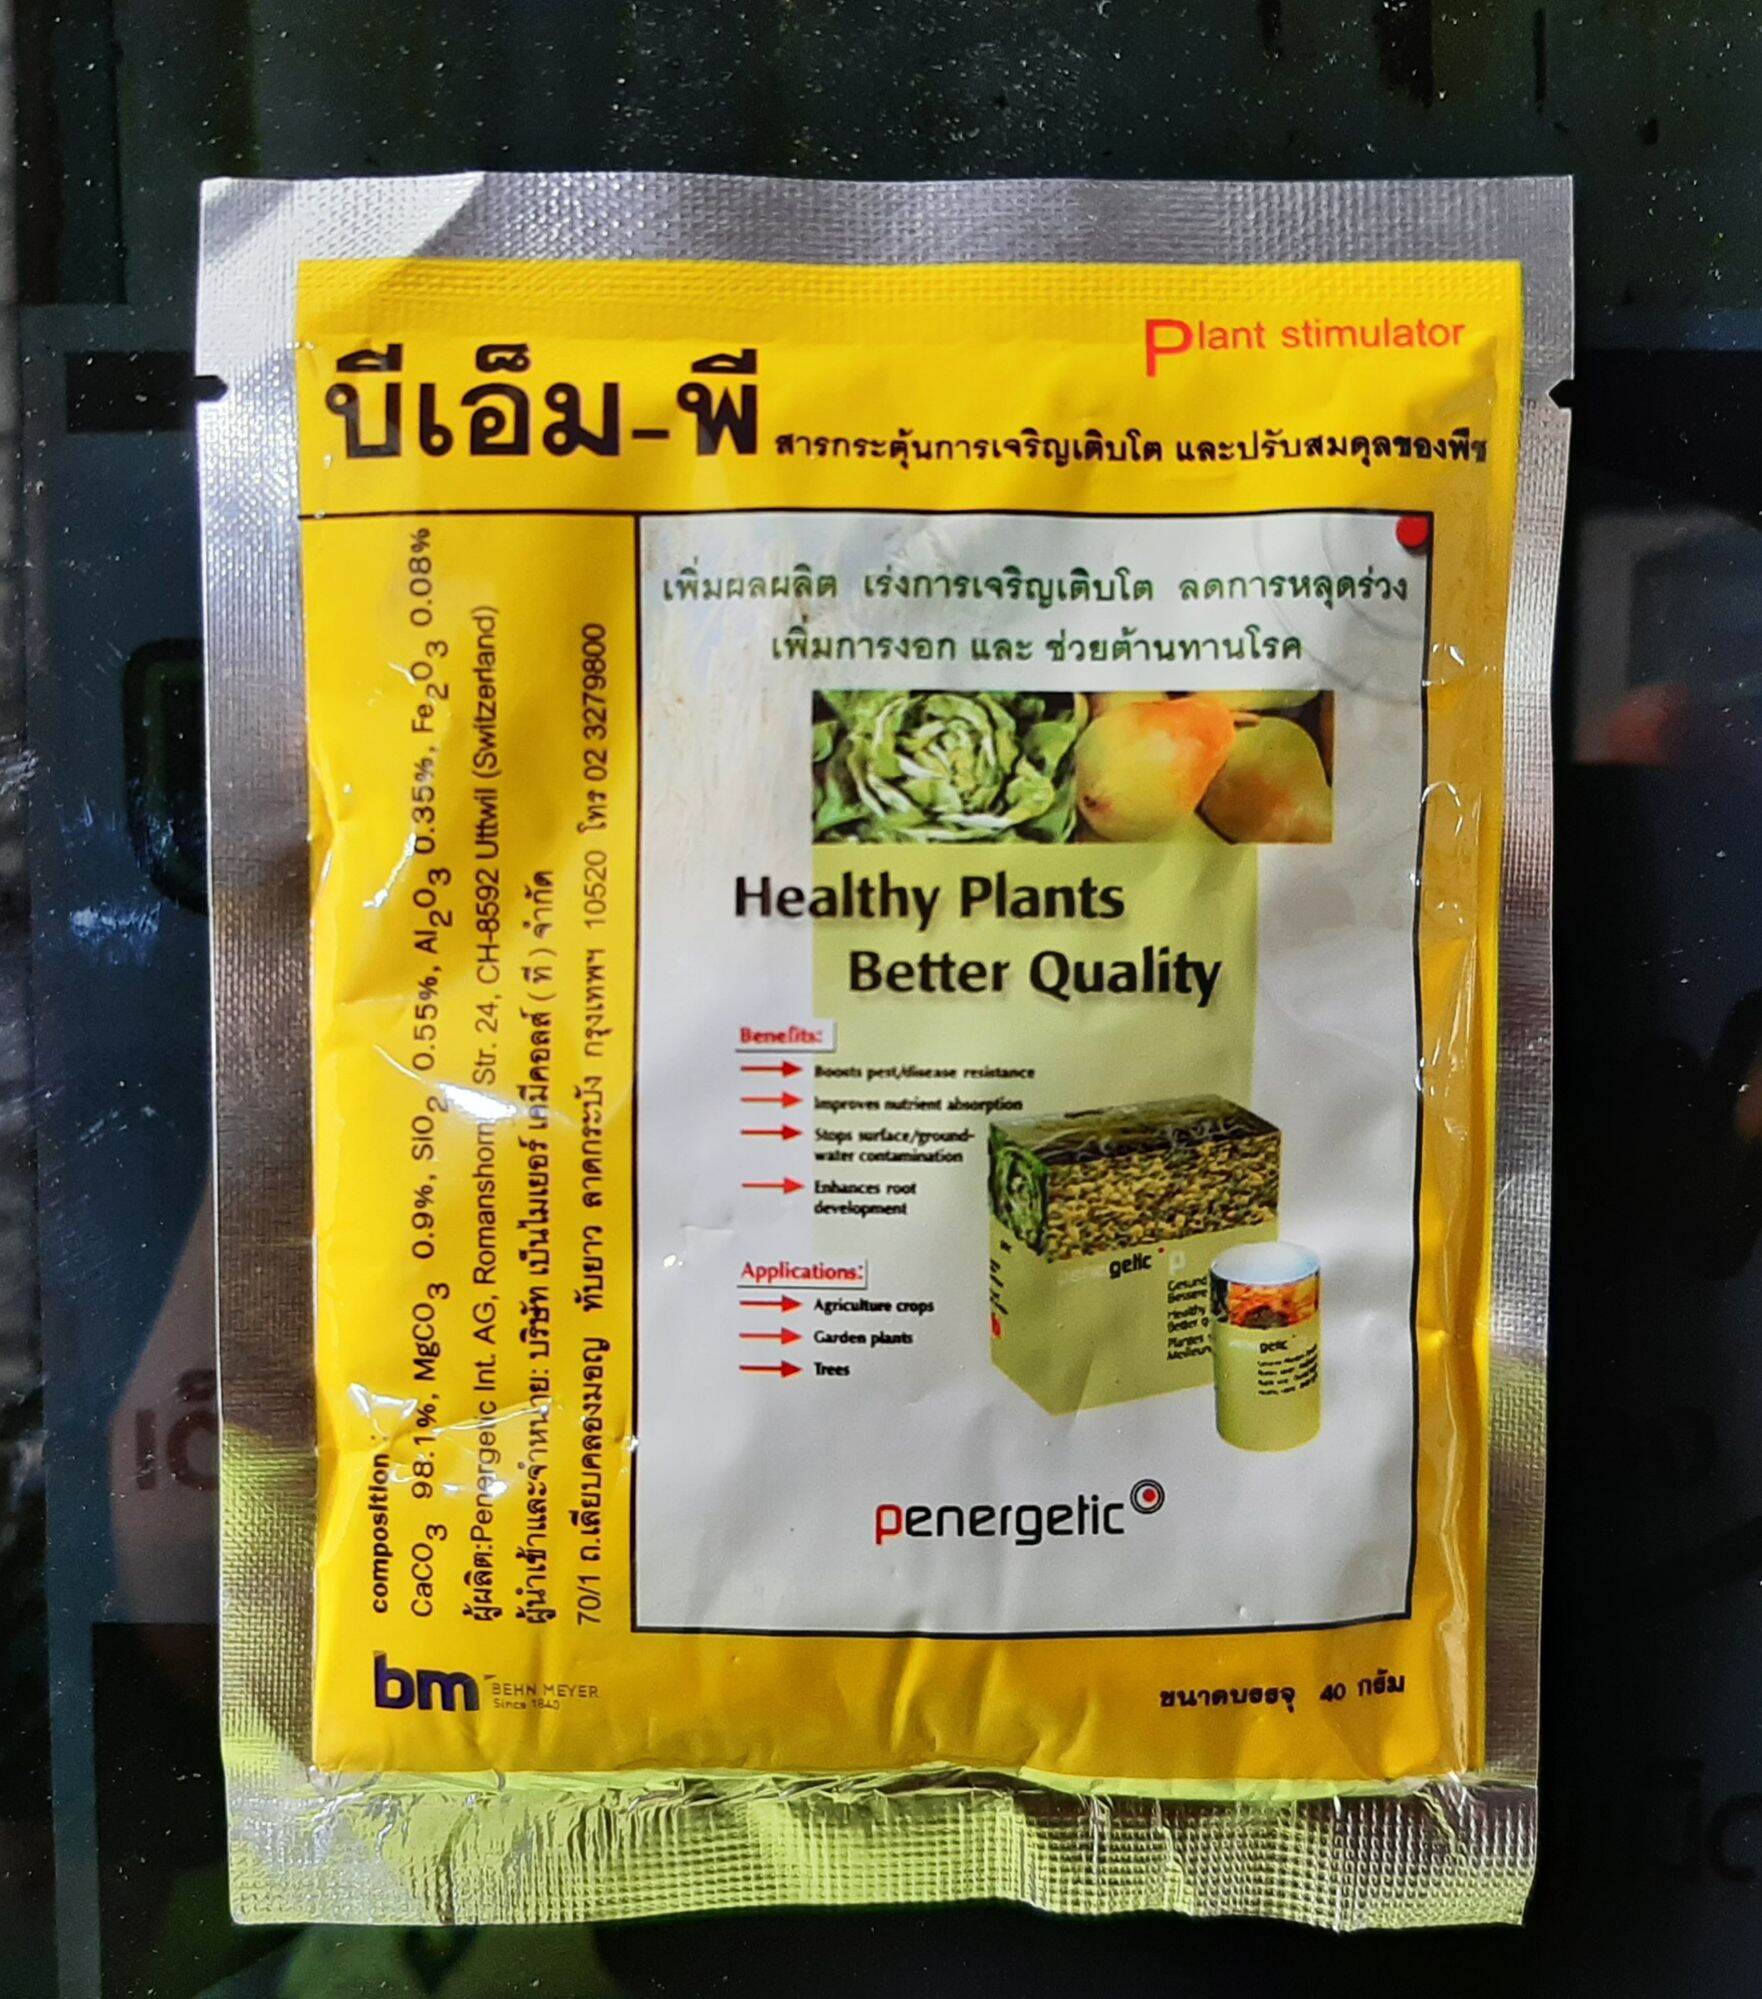 Plant stimulator
บีเอ็ม-พี สารกระตุ้นการเจริญเติบโต และปรับสมดุลของพืช
เพิ่มผลผลิต เร่งการเจริญเติบโต ลดการหลุดร่วง
เพิ่มการงอก และ ช่วยต้านทานโรค
Healthy Plants
Better Quality
Benefits:
Boosts pest/disease resistance
Improves nutrient absorption
Stops surface/ground-
water contamination
Enhances root
development
Applications:
Agriculture crops
Garden plants
Trees
penergetic
composition :
CaCO3 98.1%, MgCO3 0.9%, SiO2 0.55%, Al2O3 0.35%, Fe2O3 0.08%
ผู้ผลิต:Penergetic Int. AG, Romanshorn Str. 24, CH-8592 Uttwil (Switzerland)
ผู้นำเข้าและจำหน่าย: บริษัท เบ็นไมเยอร์ เคมีคอลส์ ( ที ) จำกัด
70/1 ถ.เลียบคลองมอญ ทับยาว ลาดกระบัง กรุงเทพฯ 10520 โทร 02 3279800
bm BEHN MEYER
Since 1840
ขนาดบรรจุ 40 กรัม